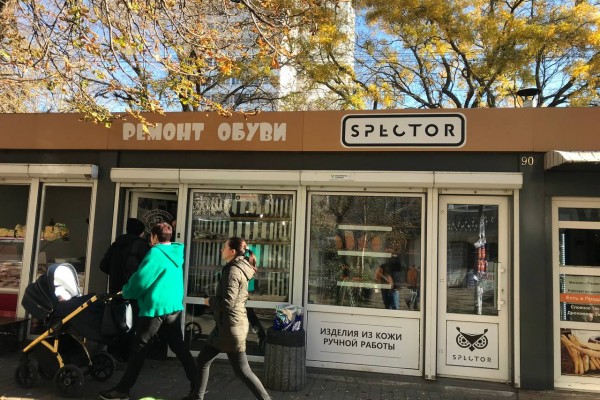 РЕМОНТ ОБУВИ
SPECTOR
90
ИЗДЕЛИЯ ИЗ КОЖИ
РУЧНОЙ РАБОТЫ
SPECTOR